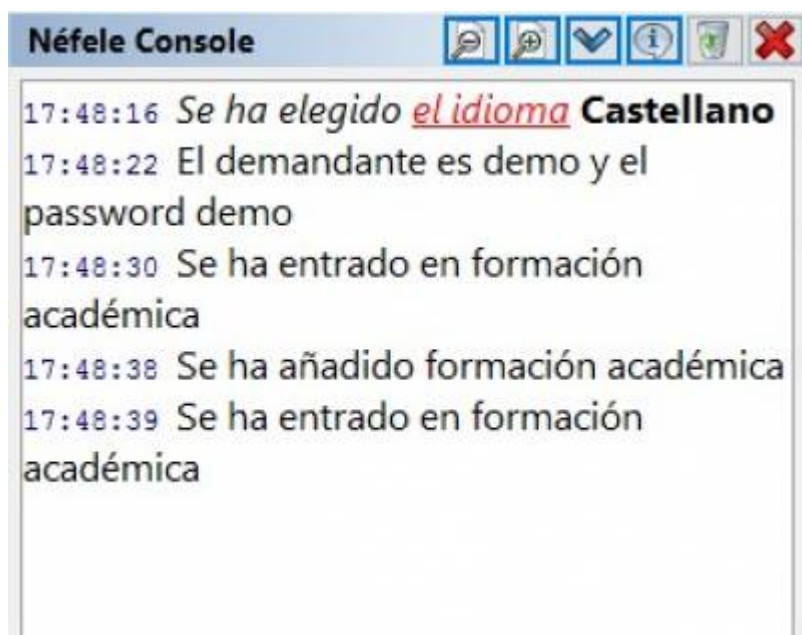 Néfele Console
17:48:16 Se ha elegido el idioma Castellano
17:48:22 El demandante es demo y el
password demo
17:48:30 Se ha entrado en formación
académica
17:48:38 Se ha añadido formación académica
17:48:39 Se ha entrado en formación
académica